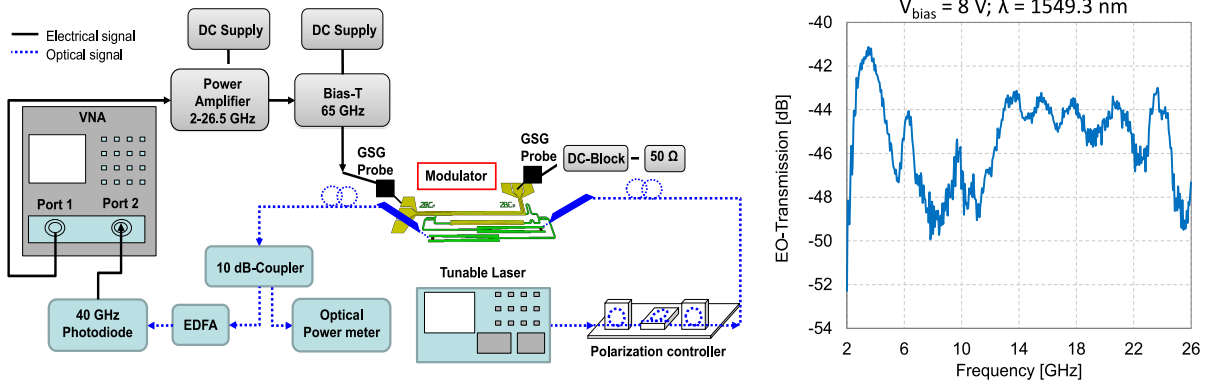 Electrical signal
Optical signal
DC Supply
DC Supply
Power
Amplifier
2-26.5 GHz
Bias-T
65 GHz
VNA
Port 1
Port 2
GSG
Probe
Modulator
GSG
Probe
DC-Block
50 Ω
10 dB-Coupler
40 GHz
Photodiode
EDFA
Optical
Power meter
Tunable Laser
Polarization controller
V_bias = 8 V; λ = 1549.3 nm
EO-Transmission [dB]
-40
-41
-42
-44
-46
-48
-50
-52
-54
2
6
10
14
18
22
26
Frequency [GHz]